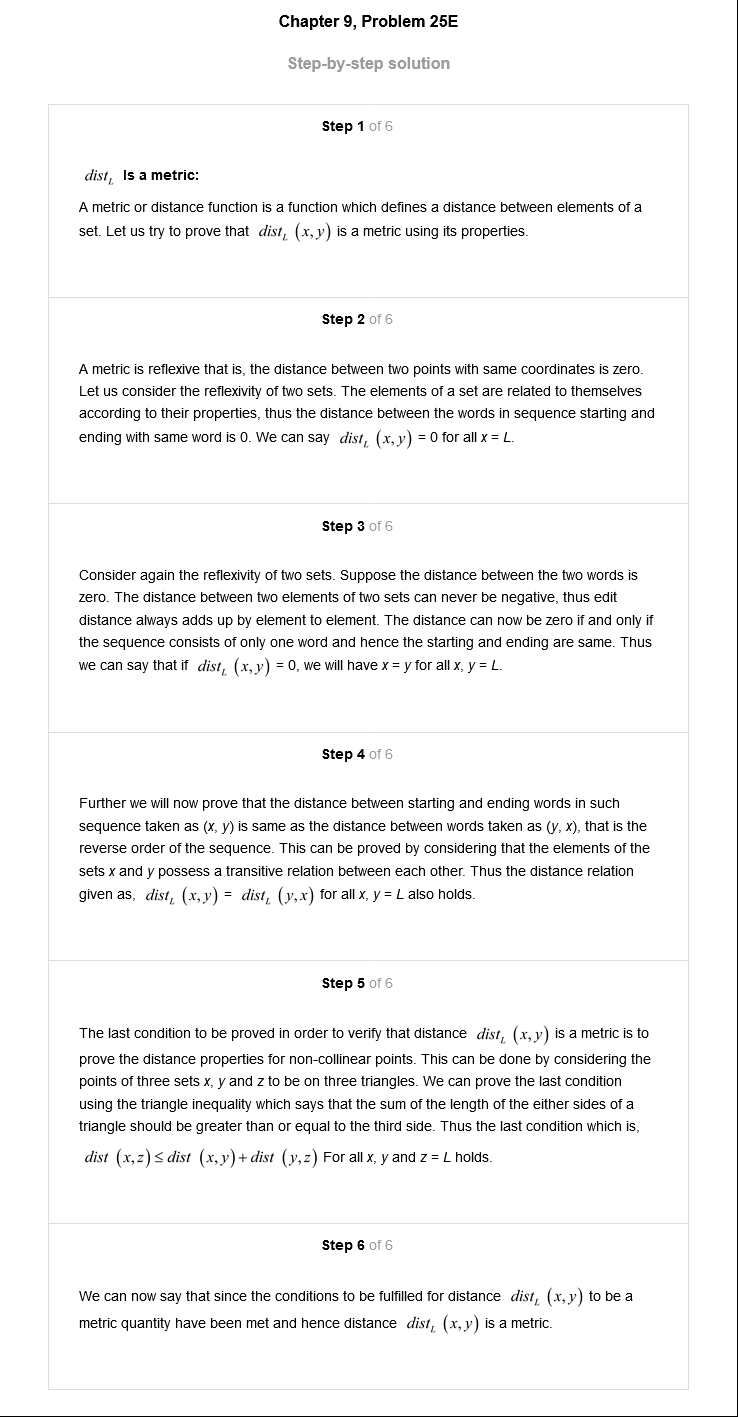 Chapter 9, Problem 25E
Step-by-step solution
Step 1 of 6
dist_L Is a metric:
A metric or distance function is a function which defines a distance between elements of a
set. Let us try to prove that dist_L (x, y) is a metric using its properties.
Step 2 of 6
A metric is reflexive that is, the distance between two points with same coordinates is zero.
Let us consider the reflexivity of two sets. The elements of a set are related to themselves
according to their properties, thus the distance between the words in sequence starting and
ending with same word is 0. We can say dist_L (x, y) = 0 for all x = L.
Step 3 of 6
Consider again the reflexivity of two sets. Suppose the distance between the two words is
zero. The distance between two elements of two sets can never be negative, thus edit
distance always adds up by element to element. The distance can now be zero if and only if
the sequence consists of only one word and hence the starting and ending are same. Thus
we can say that if dist_L (x, y) = 0, we will have x = y for all x, y = L.
Step 4 of 6
Further we will now prove that the distance between starting and ending words in such
sequence taken as (x, y) is same as the distance between words taken as (y, x), that is the
reverse order of the sequence. This can be proved by considering that the elements of the
sets x and y possess a transitive relation between each other. Thus the distance relation
given as, dist_L (x, y) = dist_L (y, x) for all x, y = L also holds.
Step 5 of 6
The last condition to be proved in order to verify that distance dist_L (x, y) is a metric is to
prove the distance properties for non-collinear points. This can be done by considering the
points of three sets x, y and z to be on three triangles. We can prove the last condition
using the triangle inequality which says that the sum of the length of the either sides of a
triangle should be greater than or equal to the third side. Thus the last condition which is,
dist (x, z) ≤ dist (x, y) + dist (y, z) For all x, y and z = L holds.
Step 6 of 6
We can now say that since the conditions to be fulfilled for distance dist_L (x, y) to be a
metric quantity have been met and hence distance dist_L (x, y) is a metric.